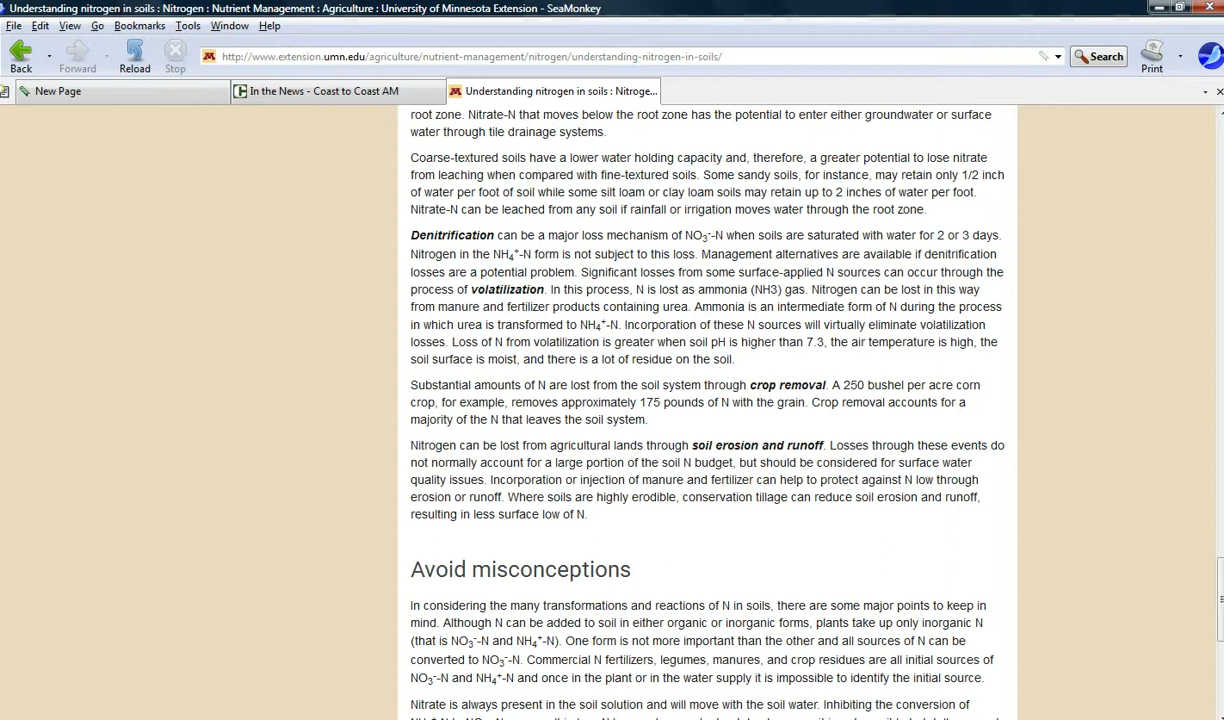 Understanding nitrogen in soils : Nitrogen : Nutrient Management : Agriculture : University of Minnesota Extension - SeaMonkey
File Edit View Go Bookmarks Tools Window Help
Back Forward Reload Stop http://www.extension.umn.edu/agriculture/nutrient-management/nitrogen/understanding-nitrogen-in-soils/ Search Print
New Page In the News - Coast to Coast AM Understanding nitrogen in soils : Nitroge...
root zone. Nitrate-N that moves below the root zone has the potential to enter either groundwater or surface
water through tile drainage systems.
Coarse-textured soils have a lower water holding capacity and, therefore, a greater potential to lose nitrate
from leaching when compared with fine-textured soils. Some sandy soils, for instance, may retain only 1/2 inch
of water per foot of soil while some silt loam or clay loam soils may retain up to 2 inches of water per foot.
Nitrate-N can be leached from any soil if rainfall or irrigation moves water through the root zone.
Denitrification can be a major loss mechanism of NO3--N when soils are saturated with water for 2 or 3 days.
Nitrogen in the NH4+-N form is not subject to this loss. Management alternatives are available if denitrification
losses are a potential problem. Significant losses from some surface-applied N sources can occur through the
process of volatilization. In this process, N is lost as ammonia (NH3) gas. Nitrogen can be lost in this way
from manure and fertilizer products containing urea. Ammonia is an intermediate form of N during the process
in which urea is transformed to NH4+-N. Incorporation of these N sources will virtually eliminate volatilization
losses. Loss of N from volatilization is greater when soil pH is higher than 7.3, the air temperature is high, the
soil surface is moist, and there is a lot of residue on the soil.
Substantial amounts of N are lost from the soil system through crop removal. A 250 bushel per acre corn
crop, for example, removes approximately 175 pounds of N with the grain. Crop removal accounts for a
majority of the N that leaves the soil system.
Nitrogen can be lost from agricultural lands through soil erosion and runoff. Losses through these events do
not normally account for a large portion of the soil N budget, but should be considered for surface water
quality issues. Incorporation or injection of manure and fertilizer can help to protect against N low through
erosion or runoff. Where soils are highly erodible, conservation tillage can reduce soil erosion and runoff,
resulting in less surface low of N.
Avoid misconceptions
In considering the many transformations and reactions of N in soils, there are some major points to keep in
mind. Although N can be added to soil in either organic or inorganic forms, plants take up only inorganic N
(that is NO3--N and NH4+-N). One form is not more important than the other and all sources of N can be
converted to NO3--N. Commercial N fertilizers, legumes, manures, and crop residues are all initial sources of
NO3--N and NH4+-N and once in the plant or in the water supply it is impossible to identify the initial source.
Nitrate is always present in the soil solution and will move with the soil water. Inhibiting the conversion of